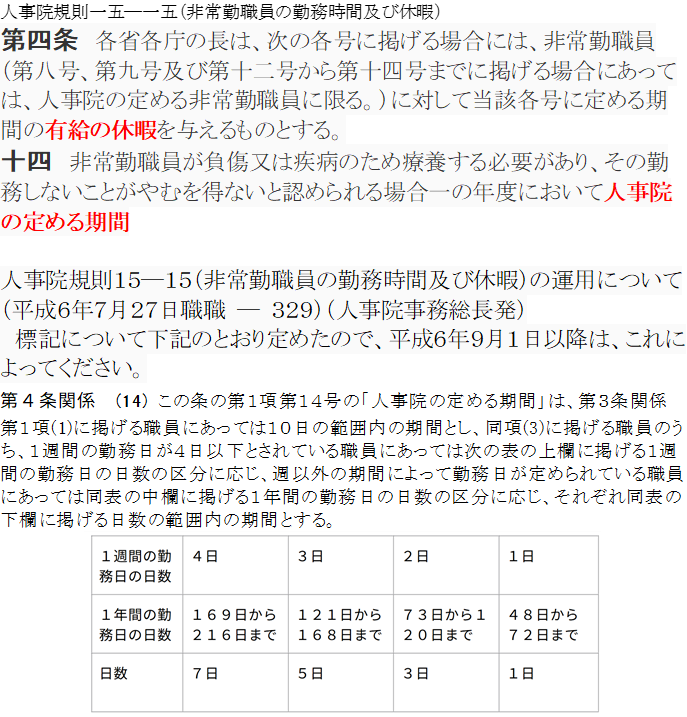 人事院規則一五―一五（非常勤職員の勤務時間及び休暇）
第四条　各省各庁の長は、次の各号に掲げる場合には、非常勤職員
（第八号、第九号及び第十二号から第十四号までに掲げる場合にあって
は、人事院の定める非常勤職員に限る。）に対して当該各号に定める期
間の有給の休暇を与えるものとする。
十四　非常勤職員が負傷又は疾病のため療養する必要があり、その勤
務しないことがやむを得ないと認められる場合一の年度において人事院
の定める期間
人事院規則１５―１５（非常勤職員の勤務時間及び休暇）の運用について
（平成６年７月２７日職職 ― ３２９）（人事院事務総長発）
　標記について下記のとおり定めたので、平成６年９月１日以降は、これに
よってください。
第４条関係　（14）この条の第１項第１４号の「人事院の定める期間」は、第３条関係
第１項(1)に掲げる職員にあっては１０日の範囲内の期間とし、同項(3)に掲げる職員のう
ち、１週間の勤務日が４日以下とされている職員にあっては次の表の上欄に掲げる１週
間の勤務日の日数の区分に応じ、週以外の期間によって勤務日が定められている職員
にあっては同表の中欄に掲げる１年間の勤務日の日数の区分に応じ、それぞれ同表の
下欄に掲げる日数の範囲内の期間とする。
１週間の勤務日の日数　４日　３日　２日　１日
１年間の勤務日の日数　１６９日から２１６日まで　１２１日から１６８日まで　７３日から１２０日まで　４８日から７２日まで
日数　７日　５日　３日　１日